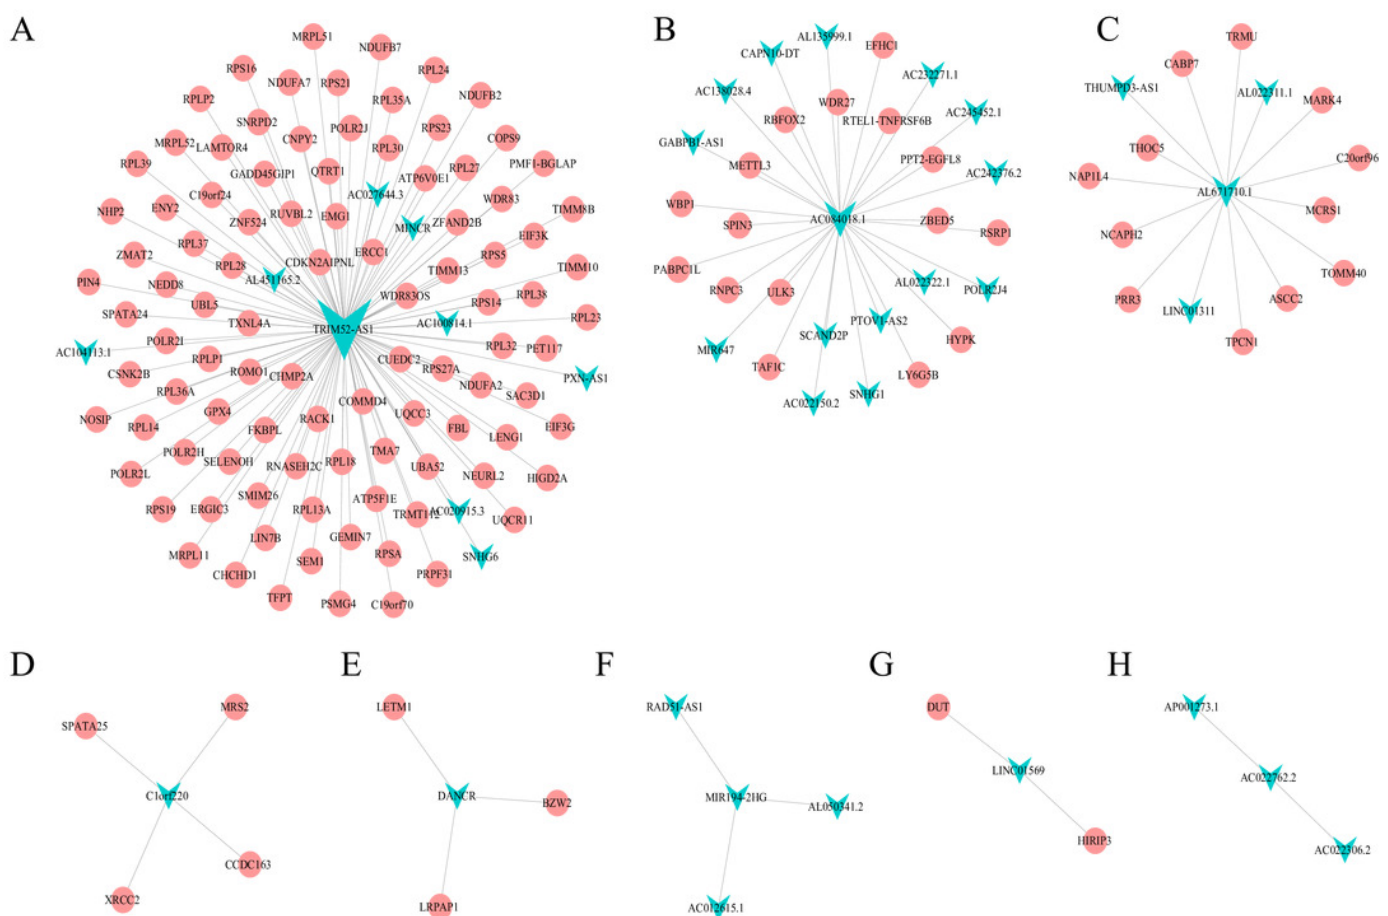 A
MRPL51
NDUFB7
RPS16
NDUFA7
RPS21
RPL24
RPLP2
RPL35A
NDUFB2
SNRPD2
POLR2J
RPS23
MRPL52
LAMTOR4
CNPY2
RPL30
COPS9
RPL39
GADD45GIP1
QTRT1
ATP6V0E1
RPL27
PMF1-BGLAP
C19orf24
AC027644.3
WDR83
NHP2
ENY2
ZNF524
RUVBL2
EMG1
MINCR
ZFAND2B
TIMM8B
ZMAT2
RPL37
ERCC1
EIF3K
RPL28
CDKN2AIPNL
TIMM13
RPS5
PIN4
NEDD8
AL451165.2
TIMM10
UBL5
WDR83OS
RPS14
RPL38
SPATA24
TXNL4A
TRIM52-AS1
AC100814.1
RPL23
AC104113.1
POLR2I
RPL32
PET117
CSNK2B
RPLP1
CUEDC2
ROMO1
CHMP2A
RPS27A
PXN-AS1
RPL36A
NDUFA2
SAC3D1
NOSIP
GPX4
COMMD4
RPL14
FKBPL
RACK1
UQCC3
FBL
LENG1
EIF3G
POLR2H
TMA7
POLR2L
SELENOH
RNASEH2C
RPL18
UBA52
NEURL2
HIGD2A
SMIM26
ATP5F1E
RPS19
ERGIC3
RPL13A
TRMT112
AC020915.3
UQCR11
MRPL11
LIN7B
GEMIN7
RPSA
SNHG6
CHCHD1
SEM1
PRPF31
TFPT
PSMG4
C19orf70
B
AL135999.1
CAPN10-DT
EFHC1
AC138028.4
AC232271.1
WDR27
RBFOX2
RTEL1-TNFRSF6B
AC245452.1
GABPB1-AS1
METTL3
PPT2-EGFL8
AC242376.2
WBP1
SPIN3
AC084018.1
ZBED5
RSRP1
PABPC1L
RNPC3
ULK3
AL022322.1
POLR2J4
PTOV1-AS2
SCAND2P
HYPK
MIR647
TAF1C
LY6G5B
AC022150.2
SNHG1
C
TRMU
CABP7
THUMPD3-AS1
AL022311.1
MARK4
THOC5
C20orf96
NAP1L4
AL671710.1
MCRS1
NCAPH2
TOMM40
PRR3
LINC01311
ASCC2
TPCN1
D
SPATA25
MRS2
C1orf220
CCDC163
XRCC2
E
LETM1
DANCR
BZW2
LRPAP1
F
RAD51-AS1
MIR194-2HG
AL050341.2
AC012615.1
G
DUT
LINC01569
HIRIP3
H
AP001273.1
AC022762.2
AC022306.2